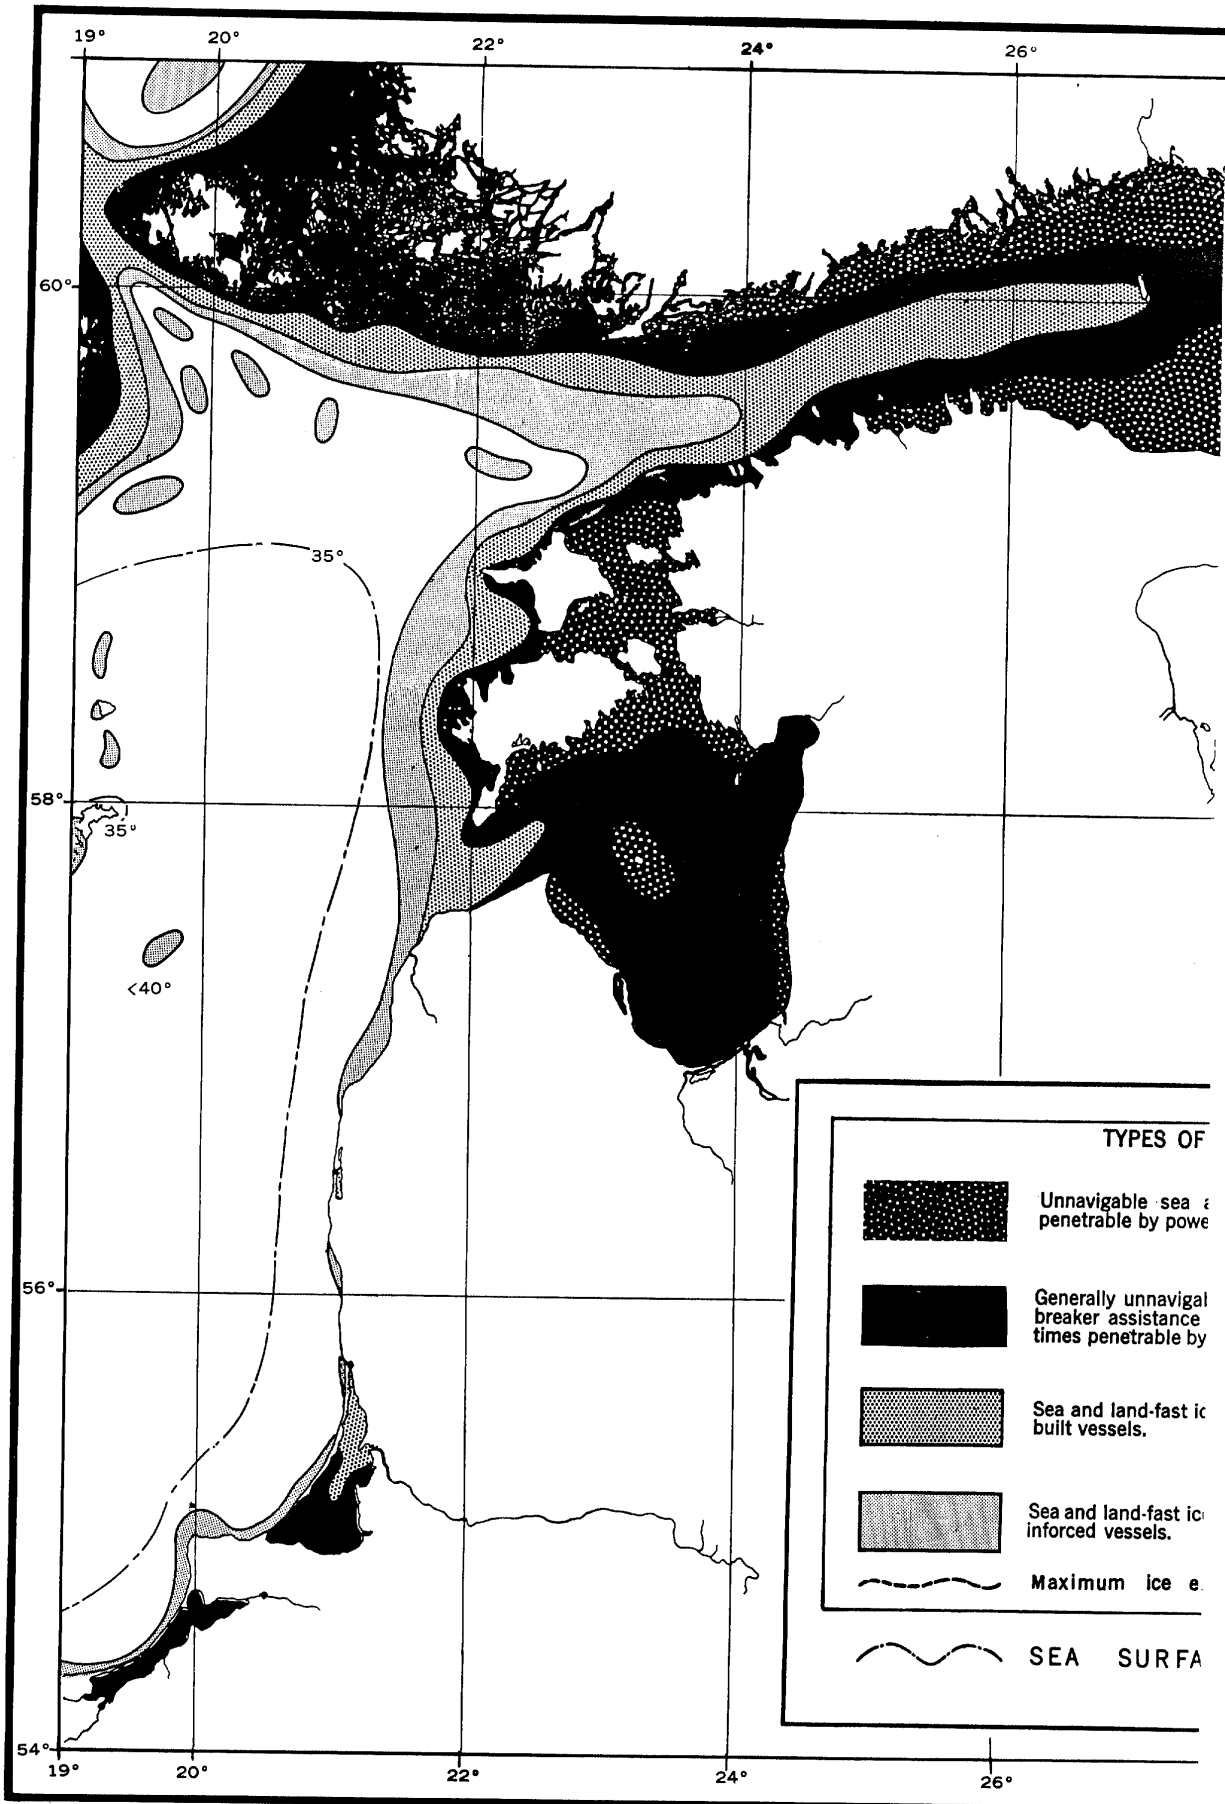 19° 20° 22° 24° 26°
60°
35°
58°
35°
<40°
TYPES OF
Unnavigable sea
penetrable by powe
Generally unnavigal
breaker assistance
times penetrable by
56°
Sea and land-fast ic
built vessels.
Sea and land-fast ic
inforced vessels.
Maximum ice e
SEA SURFA
54°
19° 20° 22° 24° 26°